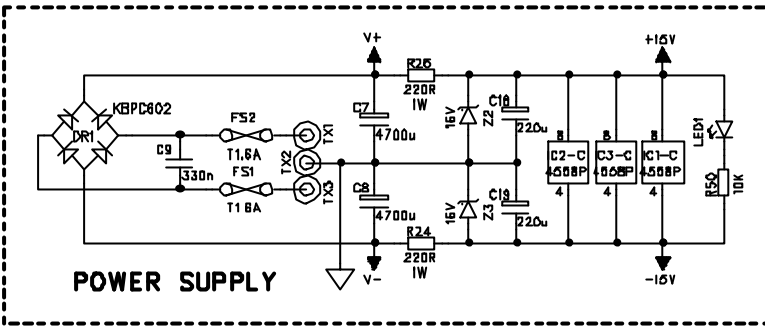 V+
+15V
R25
220R
1W
KBPC602
DR1
C9
330n
FS2
T1.6A
FS1
T1 6A
TX1
TX2
TX3
C7
4700u
C8
4700u
16V
Z2
C18
220u
16V
Z3
C19
220u
8
C2-C
4558P
4
8
C3-C
4558P
4
8
IC1-C
4558P
4
LED1
R50
10K
R24
220R
1W
V-
-15V
POWER SUPPLY